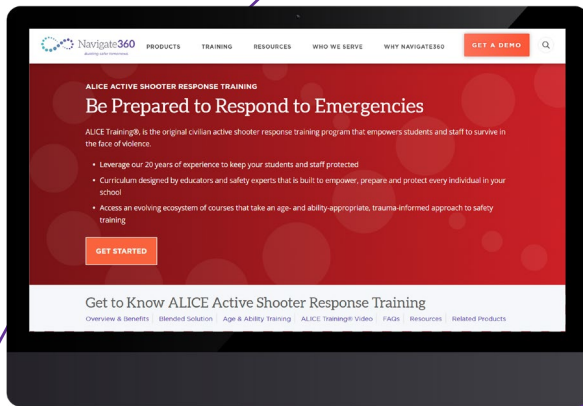 Navigate360
PRODUCTS TRAINING RESOURCES WHO WE SERVE WHY NAVIGATE360 GET A DEMO
ALICE ACTIVE SHOOTER RESPONSE TRAINING
Be Prepared to Respond to Emergencies
ALICE Training®, is the original civilian active shooter response training program that empowers students and staff to survive in
the face of violence.
• Leverage our 20 years of experience to keep your students and staff protected
• Curriculum designed by educators and safety experts that is built to empower, prepare and protect every individual in your
school
• Access an evolving ecosystem of courses that take an age- and ability-appropriate, trauma-informed approach to safety
training
GET STARTED
Get to Know ALICE Active Shooter Response Training
Overview & Benefits | Blended Solution | Age & Ability Training | ALICE Training® Video | FAQs | Resources | Related Products